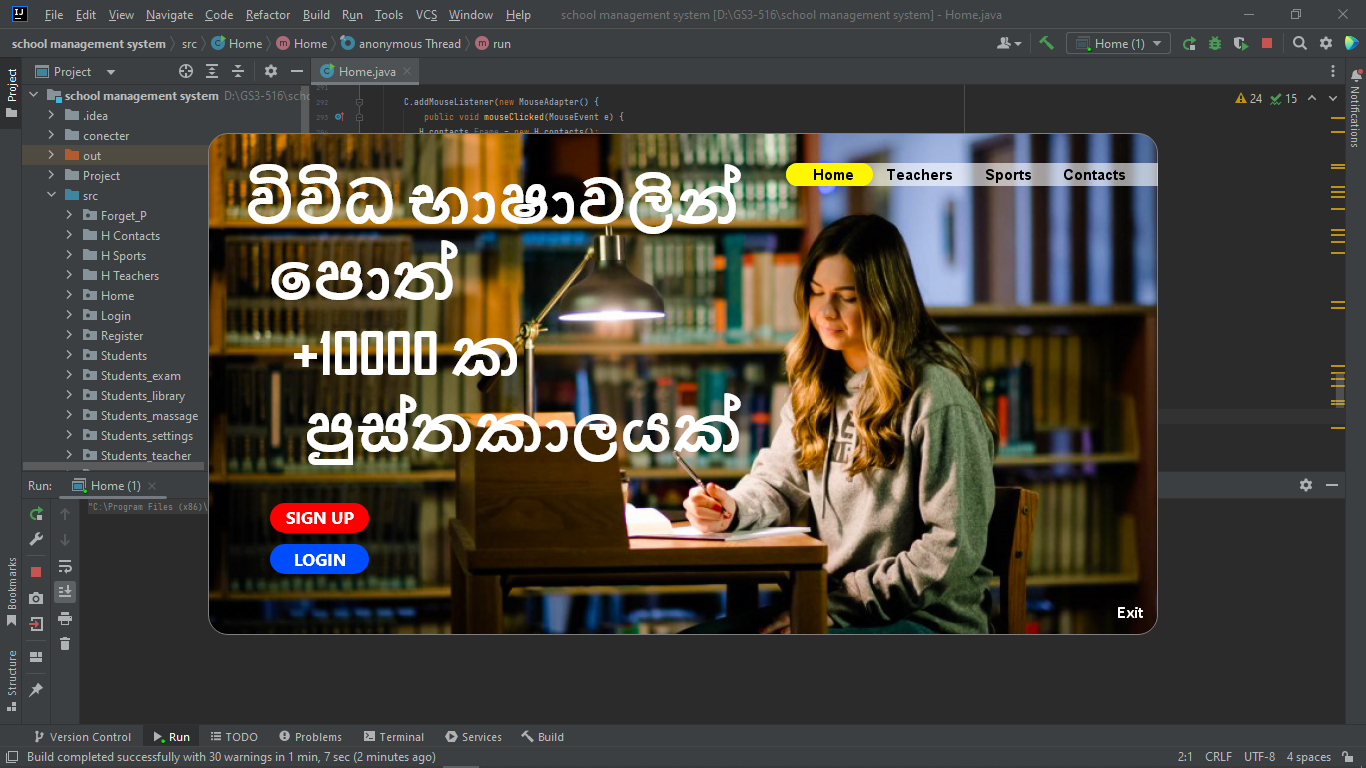 File Edit View Navigate Code Refactor Build Run Tools VCS Window Help school management system [D:\GS3-516\school management system] - Home.java
school management system src Home Home anonymous Thread run Home (1)
Project Home.java
school management system D:\GS3-516\scho
.idea
conecter
out
Project
src
Forget_P
H Contacts
H Sports
H Teachers
Home
Login
Register
Students
Students_exam
Students_library
Students_massage
Students_settings
Students_teacher
291
292 C.addMouseListener(new MouseAdapter() {
293 public void mouseClicked(MouseEvent e) {
H_contacts Frame = new H_contacts();
24 15
Project
Notifications
Home Teachers Sports Contacts
විවිධ භාෂාවලින්
පොත්
+10000 ක
පුස්තකාලයක්
SIGN UP
LOGIN
Exit
Run: Home (1)
"C:\Program Files (x86)\
Bookmarks
Structure
Version Control Run TODO Problems Terminal Services Build
Build completed successfully with 30 warnings in 1 min, 7 sec (2 minutes ago) 2:1 CRLF UTF-8 4 spaces